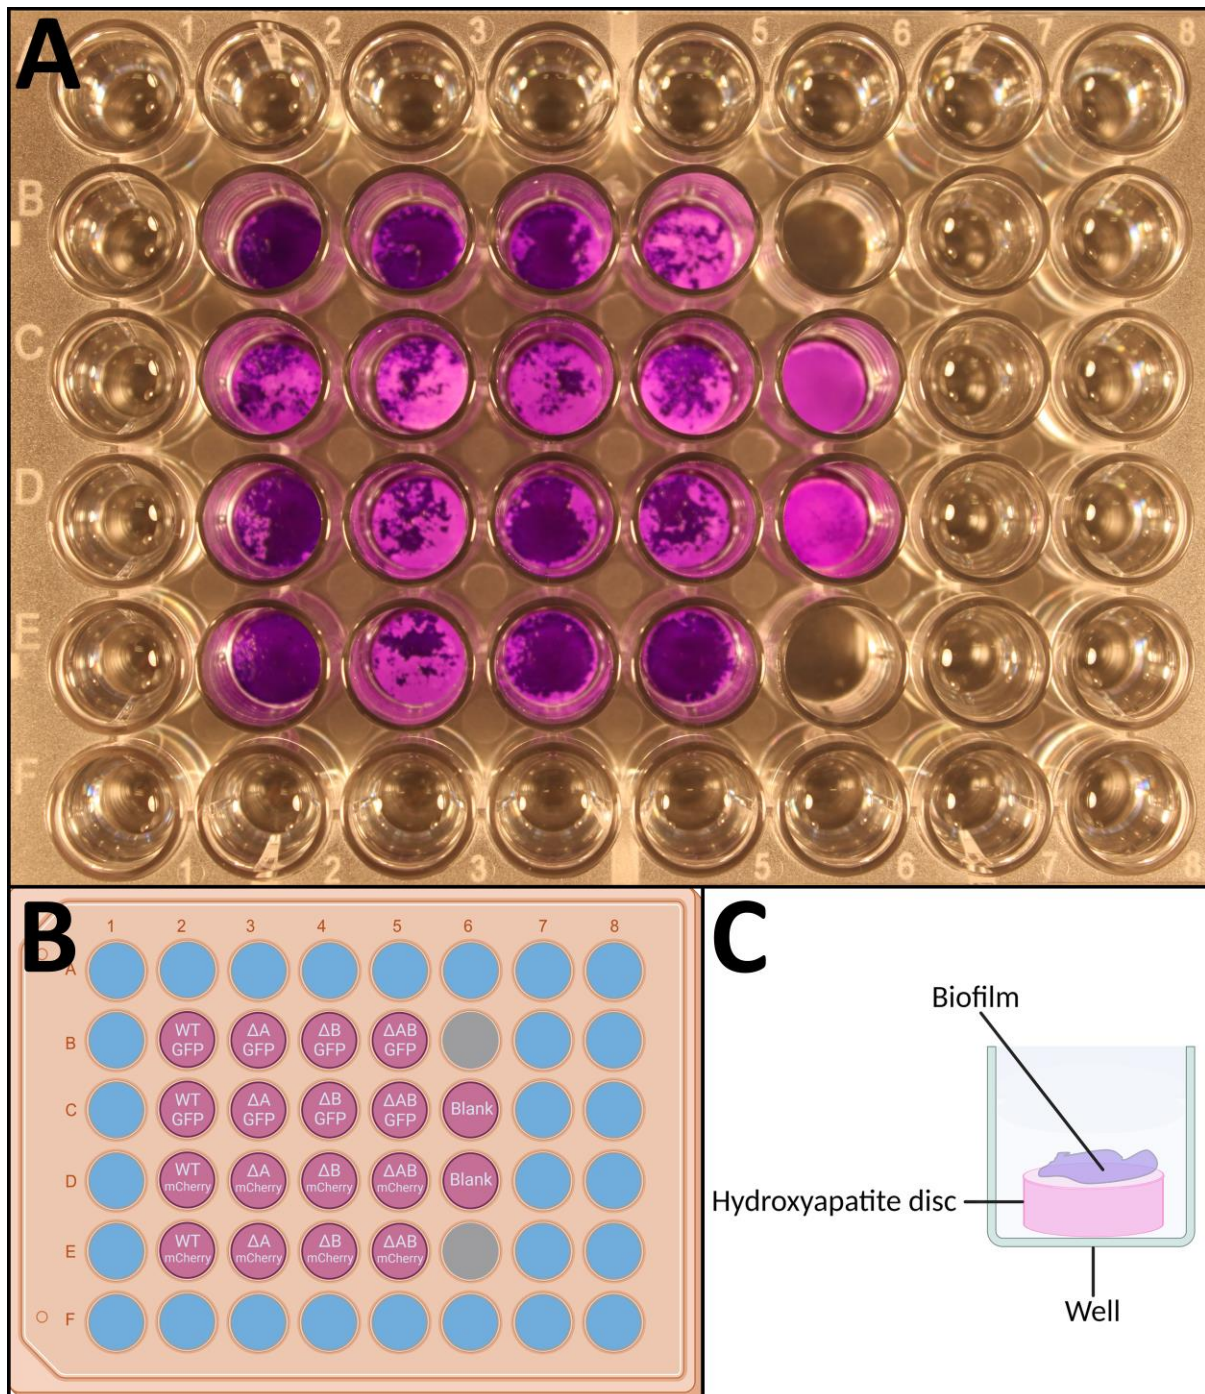 A
1 2 3 5 6 7 8
B
C
D
E
F
1 2 3 5 6 7 8
B
1 2 3 4 5 6 7 8
A
B
WT ΔA ΔB ΔAB
GFP GFP GFP GFP
C
WT ΔA ΔB ΔAB
GFP GFP GFP GFP
Blank
D
WT ΔA ΔB ΔAB
mCherry mCherry mCherry mCherry
Blank
E
WT ΔA ΔB ΔAB
mCherry mCherry mCherry mCherry
F
C
Biofilm
Hydroxyapatite disc
Well